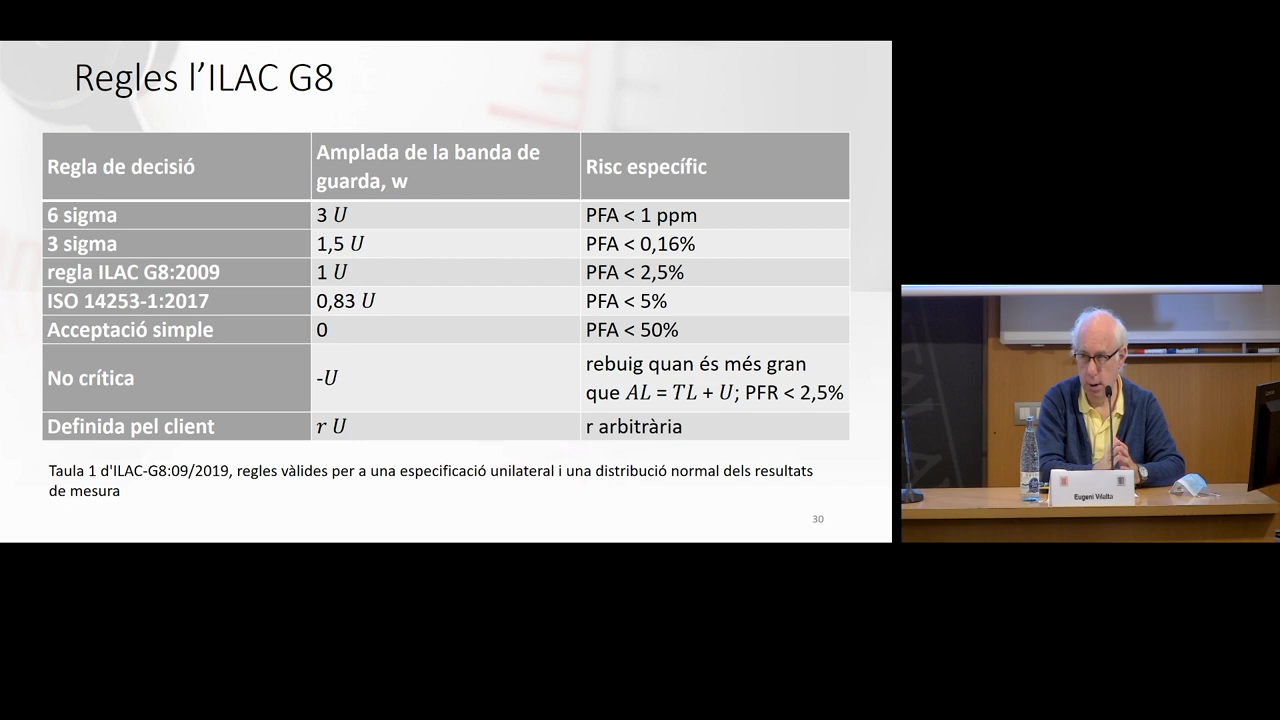 Regles l’ILAC G8
Regla de decisió
Amplada de la banda de
guarda, w
Risc específic
6 sigma
3 U
PFA < 1 ppm
3 sigma
1,5 U
PFA < 0,16%
regla ILAC G8:2009
1 U
PFA < 2,5%
ISO 14253-1:2017
0,83 U
PFA < 5%
Acceptació simple
0
PFA < 50%
No crítica
-U
rebuig quan és més gran
que AL = TL + U; PFR < 2,5%
Definida pel client
r U
r arbitrària
Taula 1 d'ILAC-G8:09/2019, regles vàlides per a una especificació unilateral i una distribució normal dels resultats
de mesura
30
Eugeni Vilalta